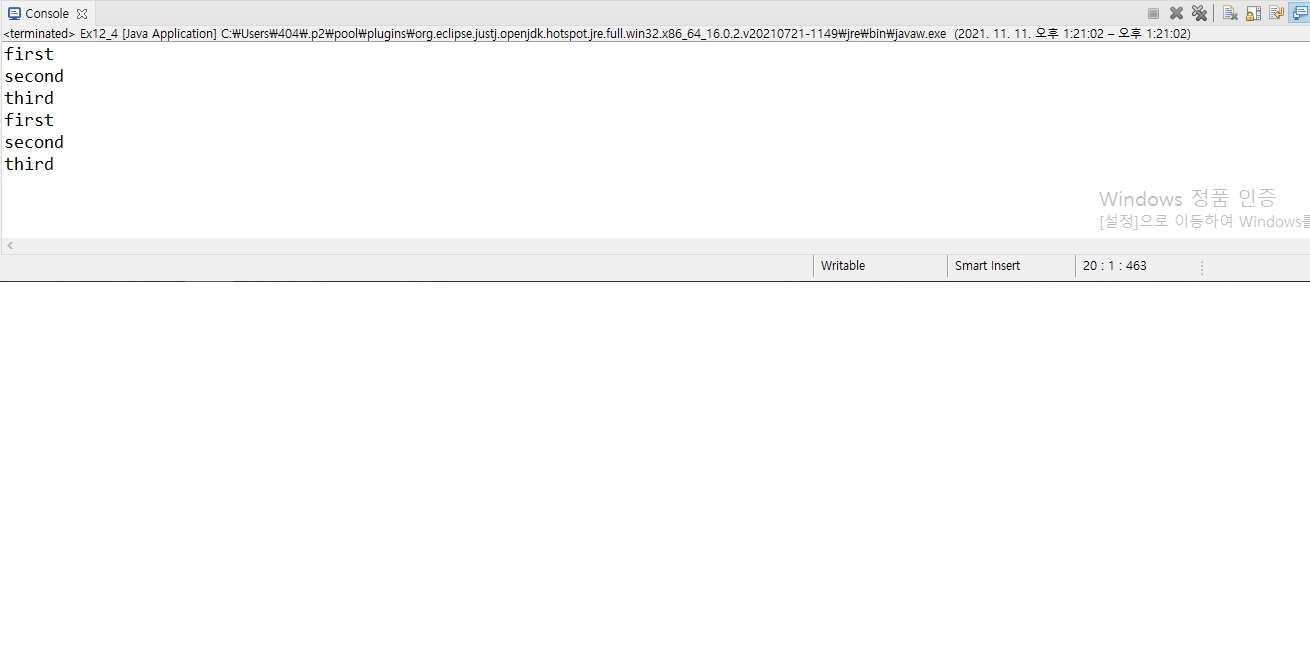 Console
<terminated> Ex12_4 [Java Application] C:₩Users₩404₩.p2₩pool₩plugins₩org.eclipse.justj.openjdk.hotspot.jre.full.win32.x86_64_16.0.2.v20210721-1149₩jre₩bin₩javaw.exe (2021. 11. 11. 오후 1:21:02 – 오후 1:21:02)
first
second
third
first
second
third
Windows 정품 인증
[설정]으로 이동하여 Windows를
Writable
Smart Insert
20 : 1 : 463